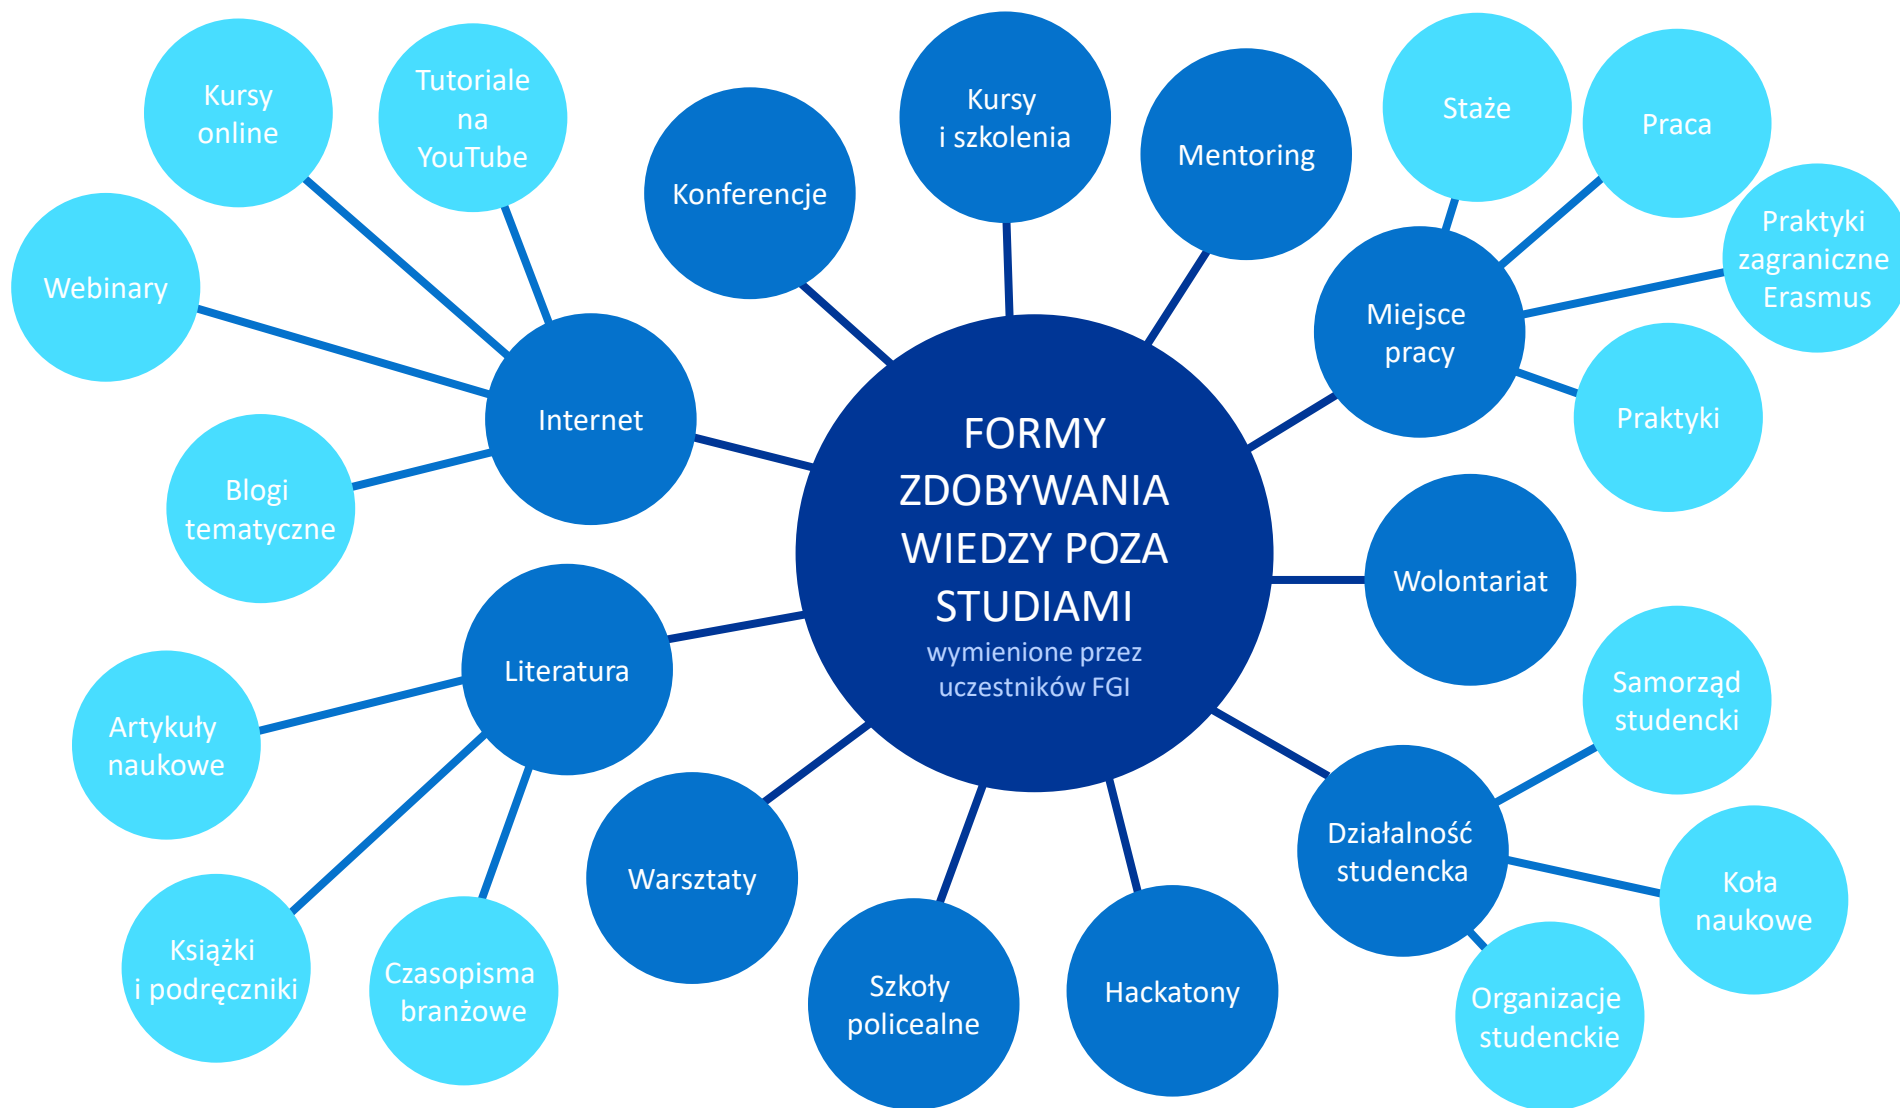 FORMY
ZDOBYWANIA
WIEDZY POZA
STUDIAMI
wymienione przez
uczestników FGI
Konferencje
Kursy
i szkolenia
Mentoring
Miejsce
pracy
Staże
Praca
Praktyki
zagraniczne
Erasmus
Praktyki
Wolontariat
Działalność
studencka
Samorząd
studencki
Koła
naukowe
Organizacje
studenckie
Hackatony
Szkoły
policealne
Warsztaty
Literatura
Czasopisma
branżowe
Książki
i podręczniki
Artykuły
naukowe
Internet
Blogi
tematyczne
Webinary
Kursy
online
Tutoriale
na
YouTube